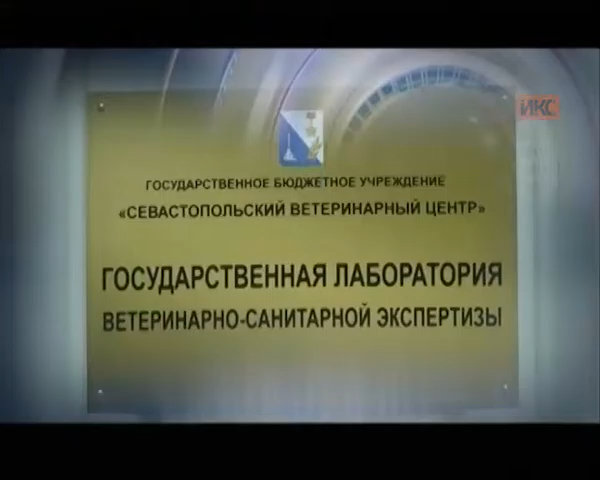 ИКС
ГОСУДАРСТВЕННОЕ БЮДЖЕТНОЕ УЧРЕЖДЕНИЕ
«СЕВАСТОПОЛЬСКИЙ ВЕТЕРИНАРНЫЙ ЦЕНТР»
ГОСУДАРСТВЕННАЯ ЛАБОРАТОРИЯ
ВЕТЕРИНАРНО-САНИТАРНОЙ ЭКСПЕРТИЗЫ